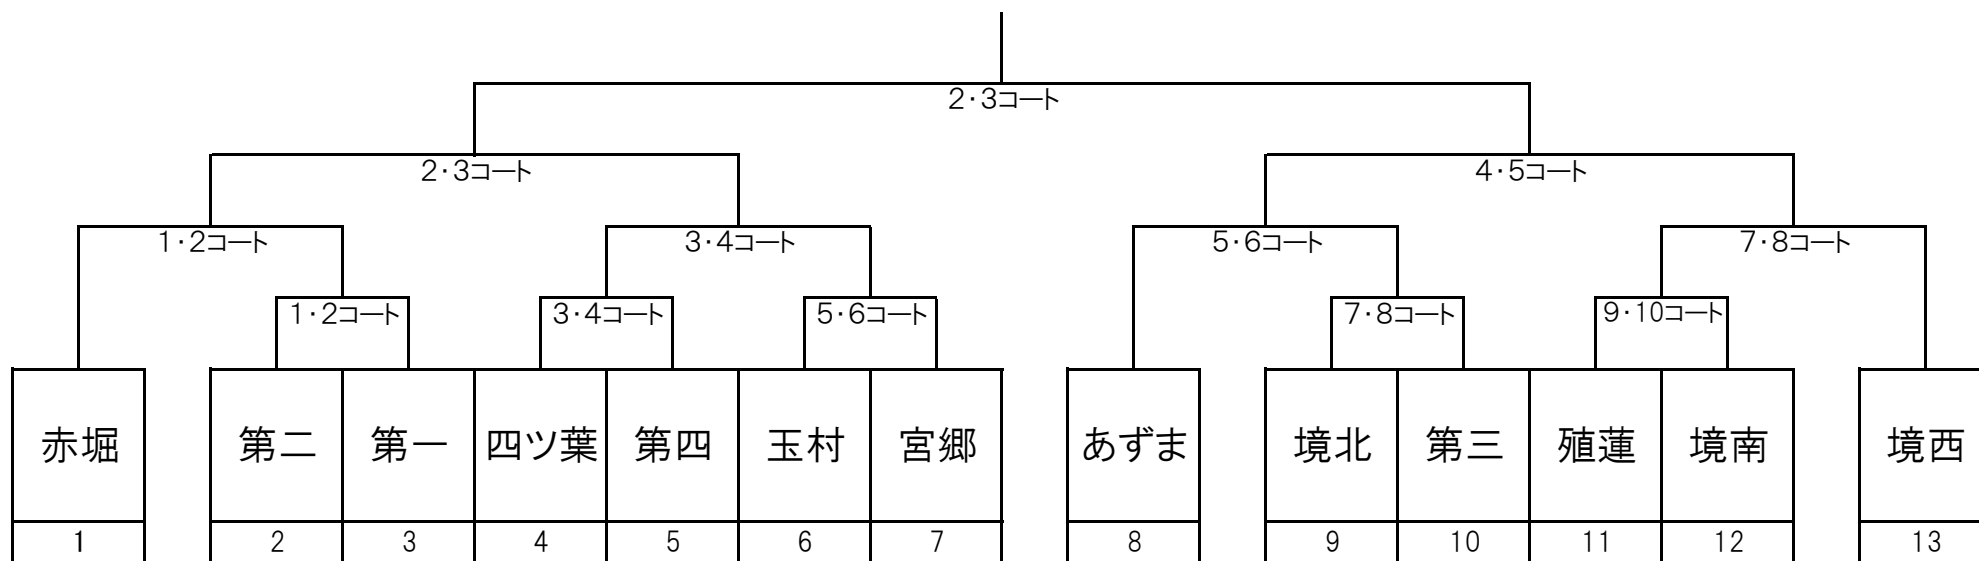 2・3コート
2・3コート
4・5コート
1・2コート
3・4コート
5・6コート
7・8コート
1・2コート
3・4コート
5・6コート
7・8コート
9・10コート
赤堀
第二
第一
四ツ葉
第四
玉村
宮郷
あずま
境北
第三
殖蓮
境南
境西
1
2
3
4
5
6
7
8
9
10
11
12
13